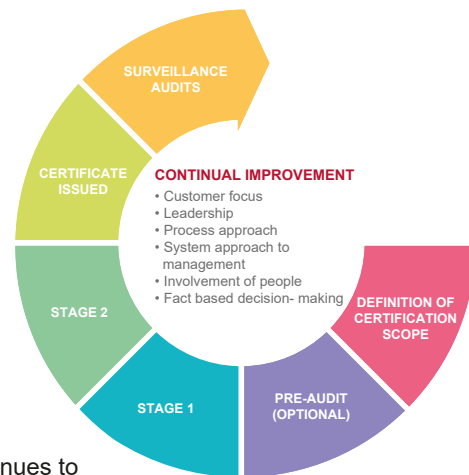 SURVEILLANCE
AUDITS
CERTIFICATE
ISSUED
CONTINUAL IMPROVEMENT
• Customer focus
• Leadership
• Process approach
• System approach to
management
• Involvement of people
• Fact based decision- making
DEFINITION OF
CERTIFICATION
SCOPE
STAGE 2
PRE-AUDIT
(OPTIONAL)
STAGE 1
nues to